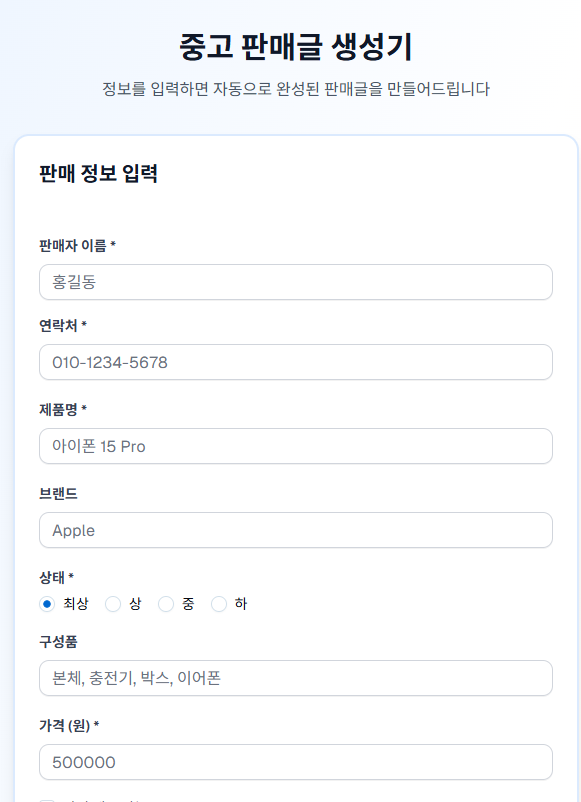 중고 판매글 생성기
정보를 입력하면 자동으로 완성된 판매글을 만들어드립니다
판매 정보 입력
판매자 이름 *
홍길동
연락처 *
010-1234-5678
제품명 *
아이폰 15 Pro
브랜드
Apple
상태 *
최상 상 중 하
구성품
본체, 충전기, 박스, 이어폰
가격 (원) *
500000